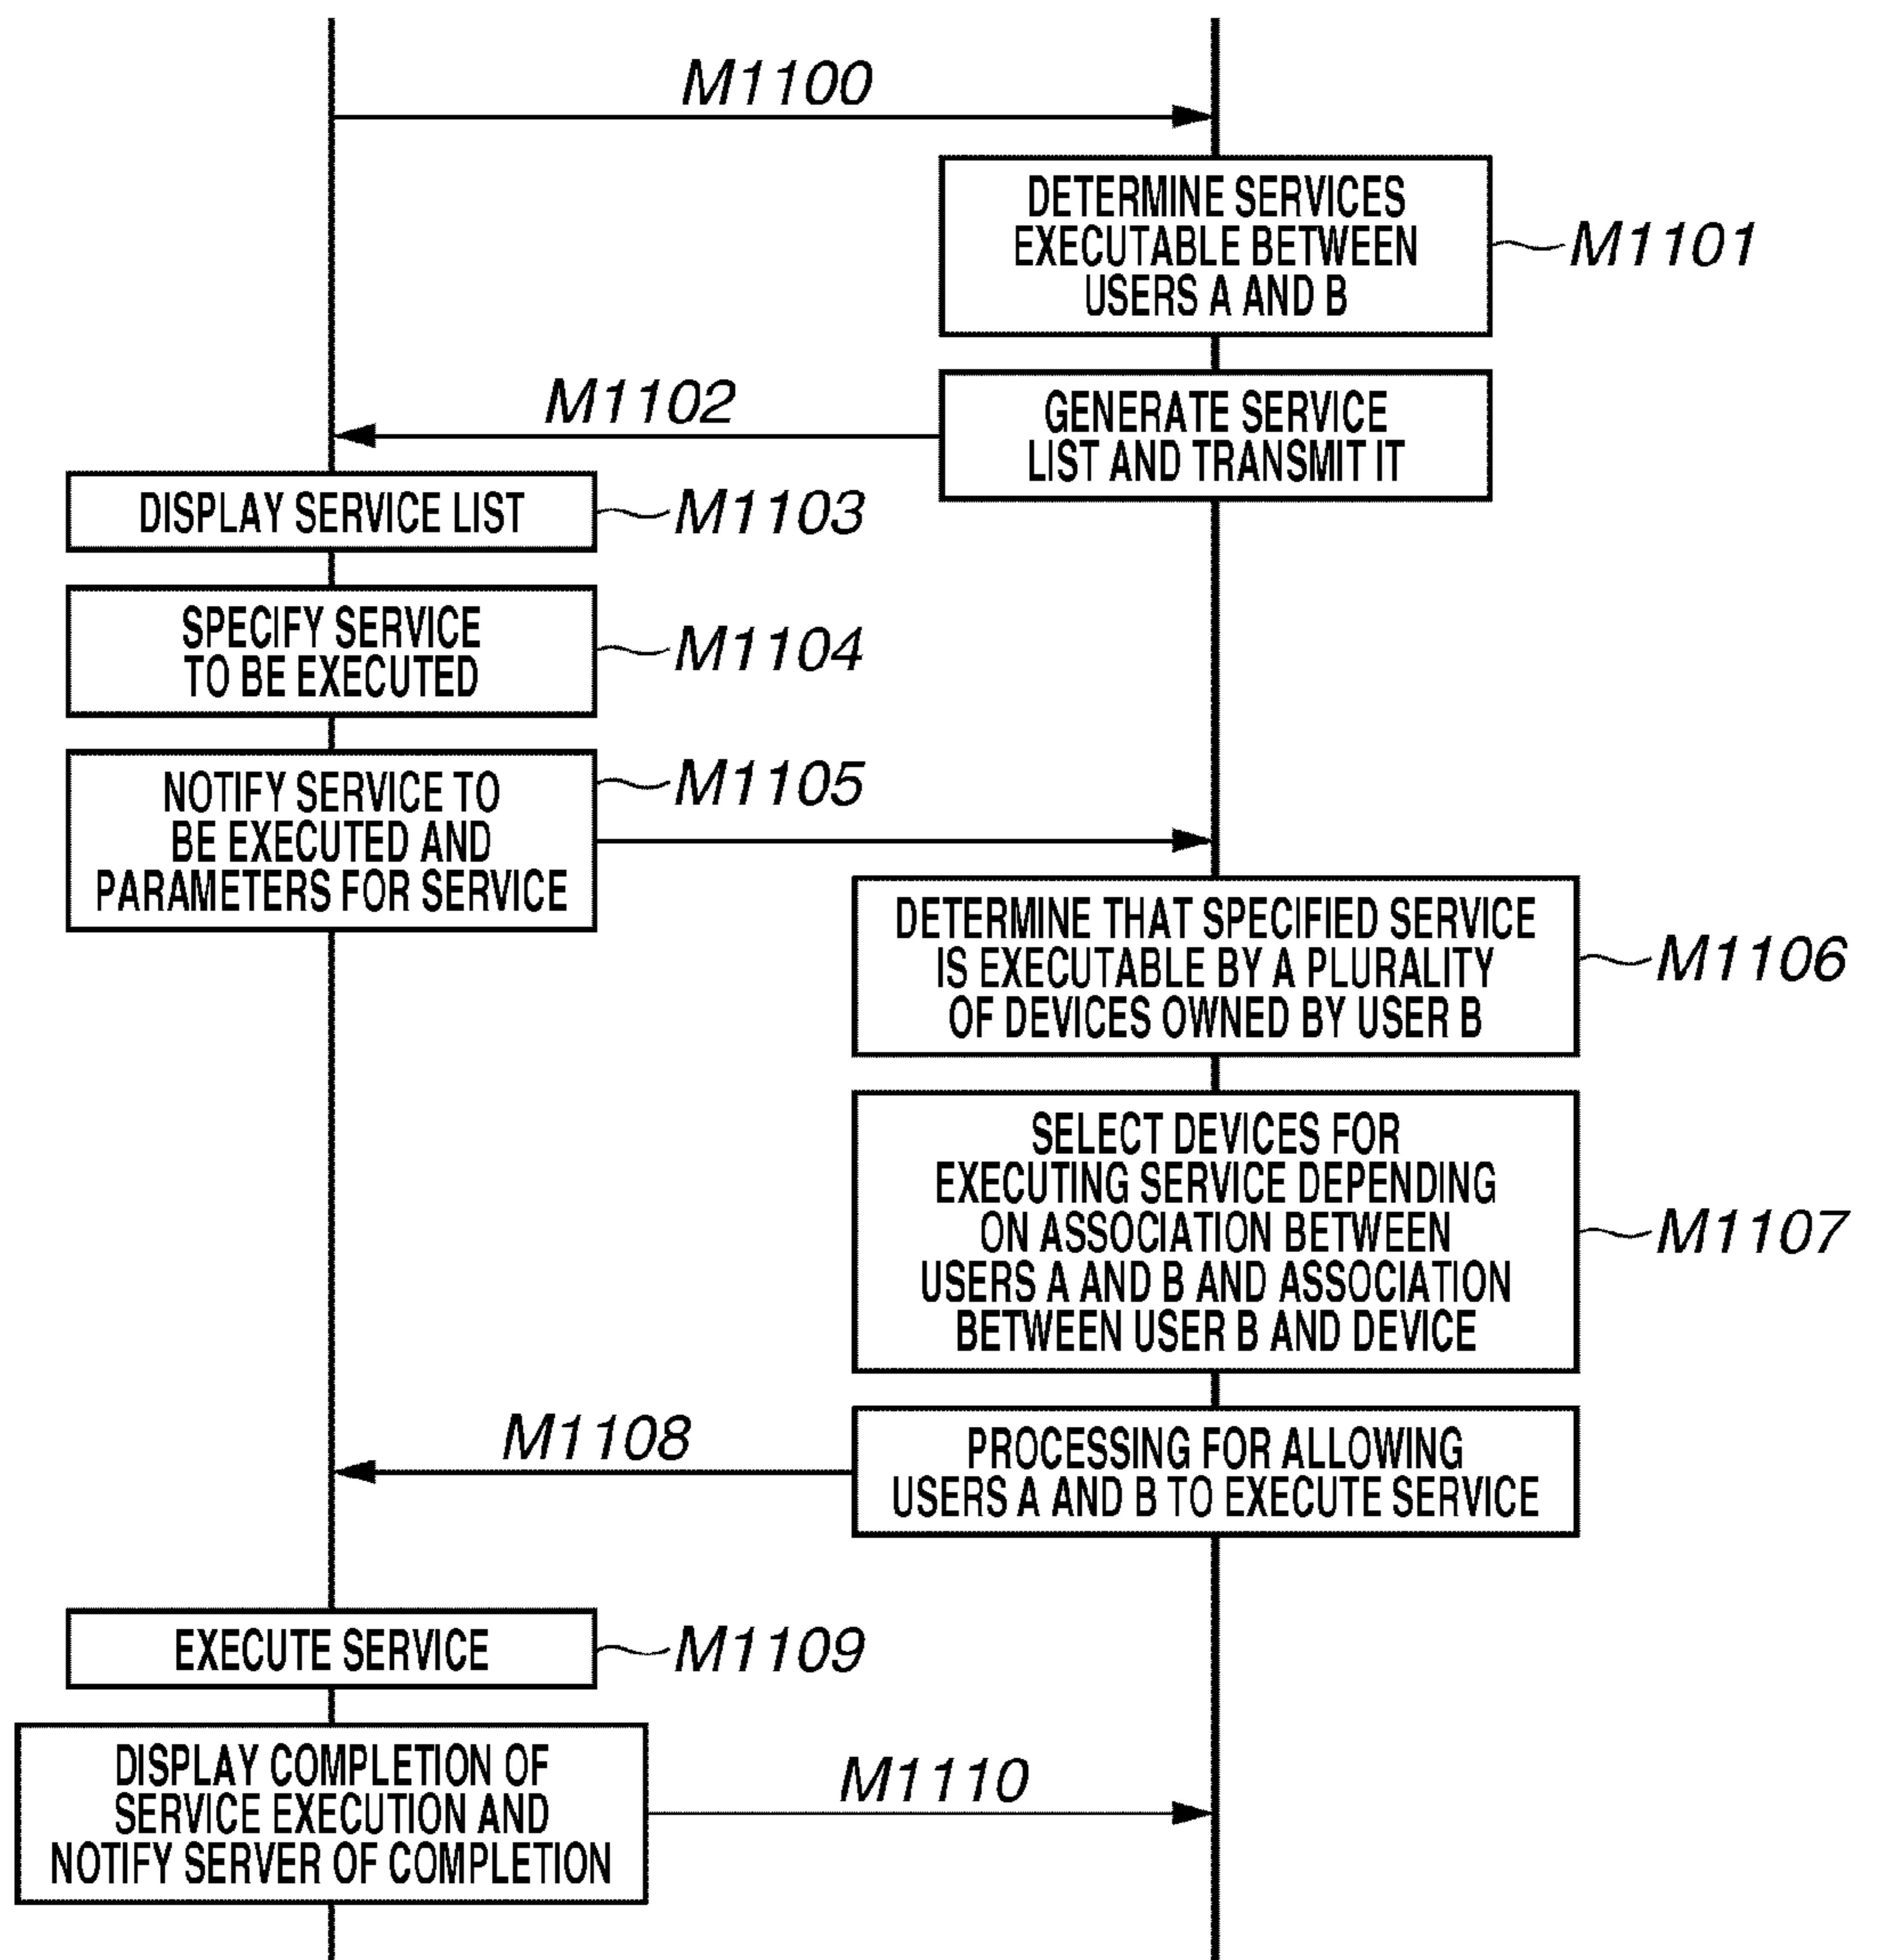 M1100
DETERMINE SERVICES
EXECUTABLE BETWEEN
USERS A AND B
M1101
M1102
GENERATE SERVICE
LIST AND TRANSMIT IT
DISPLAY SERVICE LIST
M1103
SPECIFY SERVICE
TO BE EXECUTED
M1104
NOTIFY SERVICE TO
BE EXECUTED AND
PARAMETERS FOR SERVICE
M1105
DETERMINE THAT SPECIFIED SERVICE
IS EXECUTABLE BY A PLURALITY
OF DEVICES OWNED BY USER B
M1106
SELECT DEVICES FOR
EXECUTING SERVICE DEPENDING
ON ASSOCIATION BETWEEN
USERS A AND B AND ASSOCIATION
BETWEEN USER B AND DEVICE
M1107
M1108
PROCESSING FOR ALLOWING
USERS A AND B TO EXECUTE SERVICE
EXECUTE SERVICE
M1109
DISPLAY COMPLETION OF
SERVICE EXECUTION AND
NOTIFY SERVER OF COMPLETION
M1110